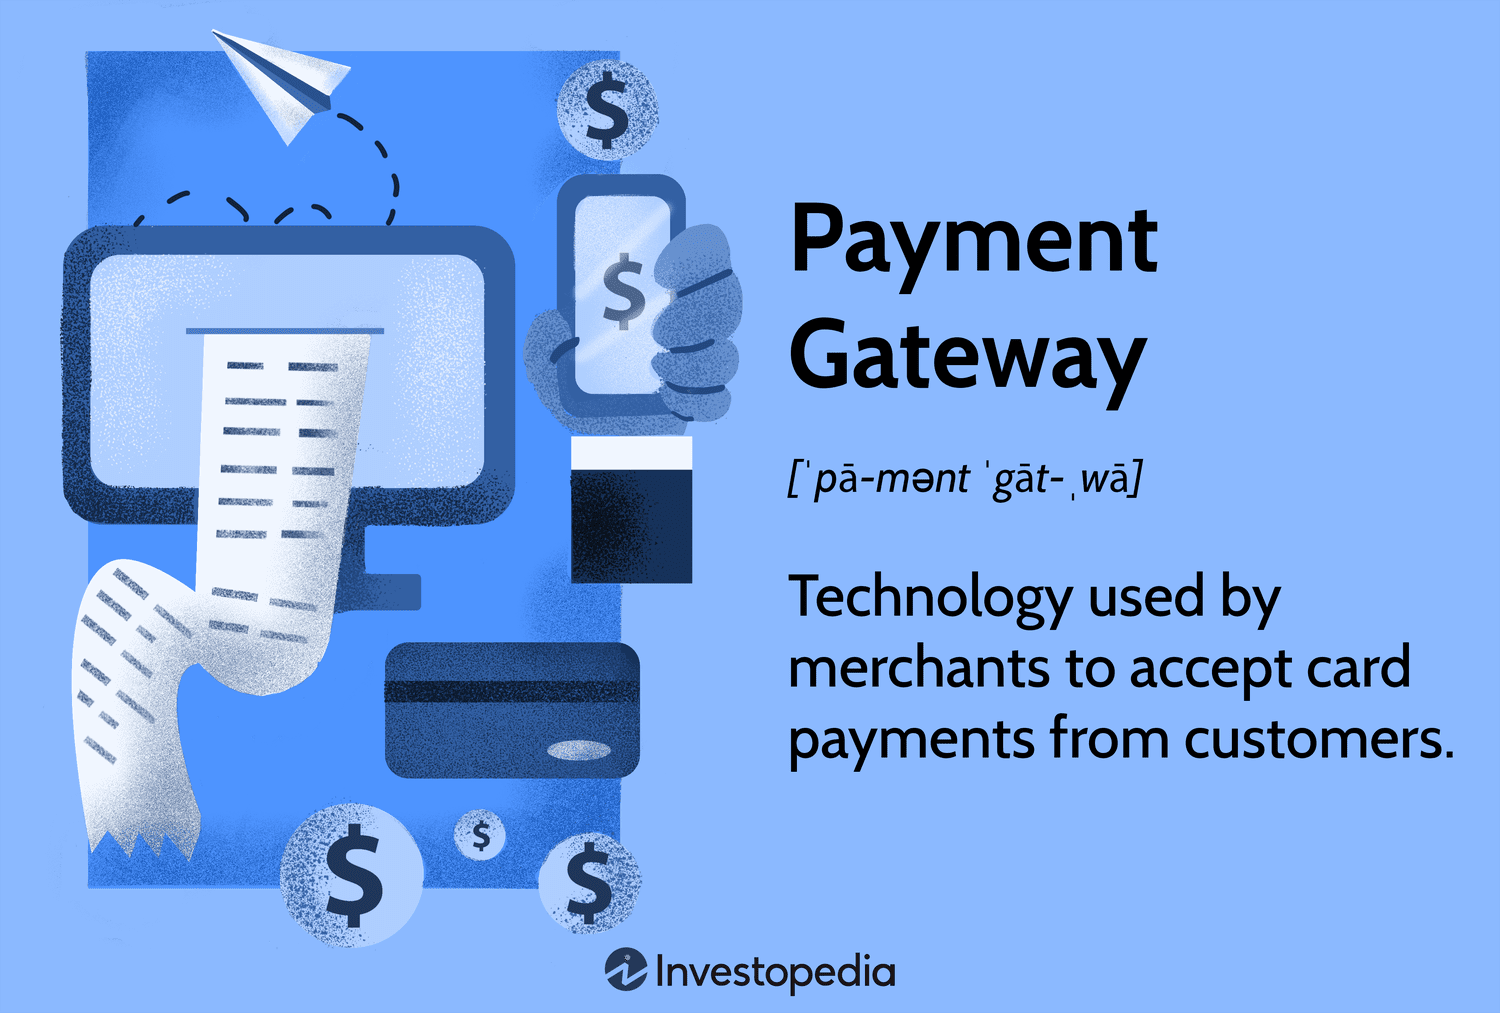 $
$
Payment
Gateway
[ˈpā-mənt ˈgāt-ˌwā]
Technology used by
merchants to accept card
payments from customers.
$
$
$
Investopedia